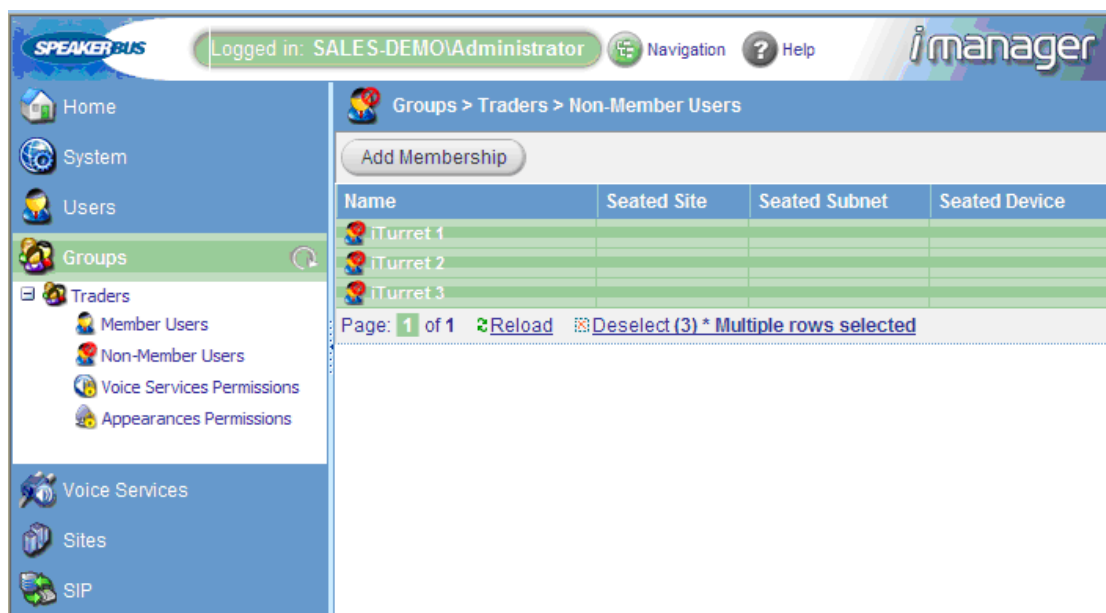 SPEAKERBUS
Logged in: SALES-DEMO\Administrator
Navigation
? Help
imanager
Home
System
Users
Groups
Traders
Member Users
Non-Member Users
Voice Services Permissions
Appearances Permissions
Voice Services
Sites
SIP
Groups > Traders > Non-Member Users
Add Membership
Name Seated Site Seated Subnet Seated Device
iTurret 1
iTurret 2
iTurret 3
Page: 1 of 1 Reload Deselect (3) * Multiple rows selected